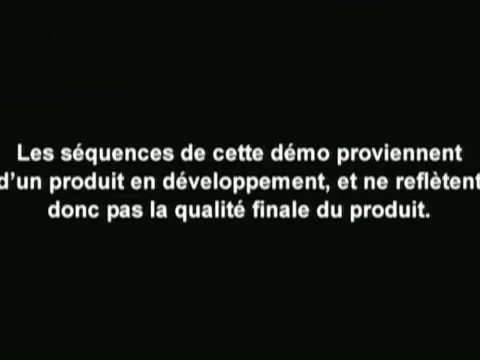 Les séquences de cette démo proviennent
d’un produit en développement, et ne reflètent
donc pas la qualité finale du produit.